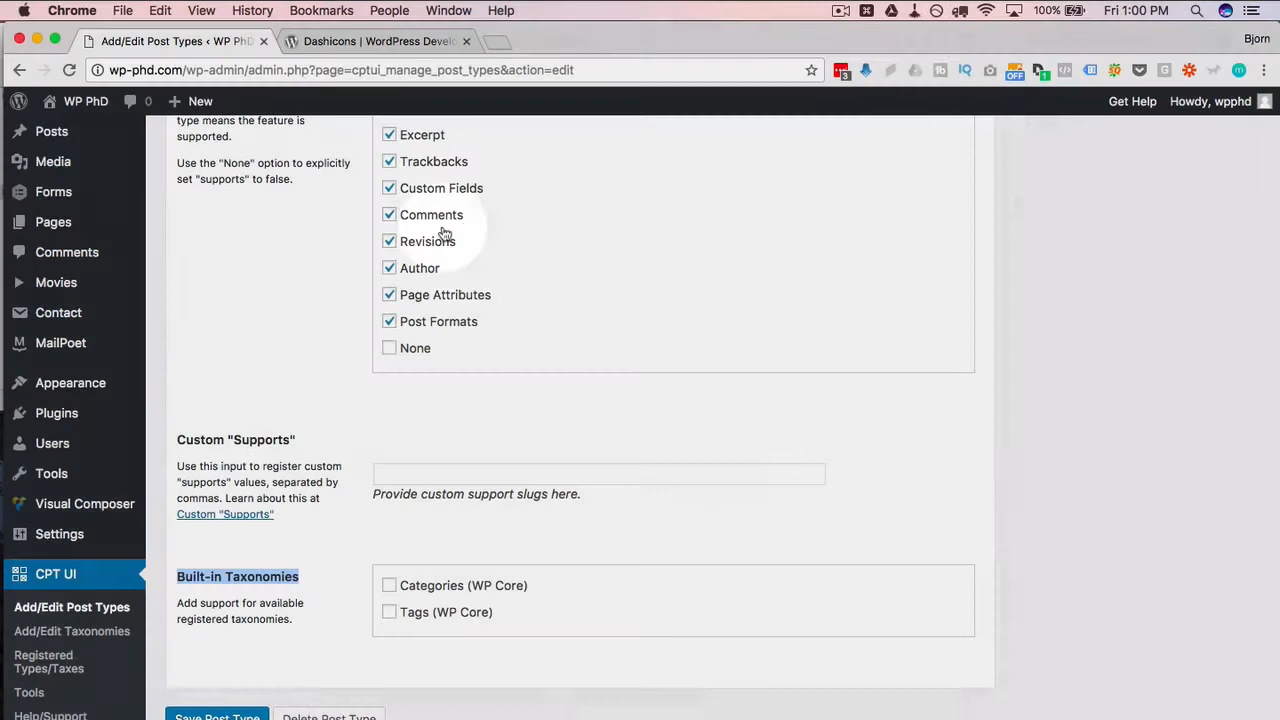 Chrome File Edit View History Bookmarks People Window Help 100% Fri 1:00 PM
Add/Edit Post Types ‹ WP PhD Dashicons | WordPress Develo Bjorn
wp-phd.com/wp-admin/admin.php?page=cptui_manage_post_types&action=edit
WP PhD 0 New Get Help Howdy, wpphd
Posts
Media
Forms
Pages
Comments
Movies
Contact
MailPoet
Appearance
Plugins
Users
Tools
Visual Composer
Settings
CPT UI
Add/Edit Post Types
Add/Edit Taxonomies
Registered
Types/Taxes
Tools
Help/Support
type means the feature is
supported.
Use the "None" option to explicitly
set "supports" to false.
Excerpt
Trackbacks
Custom Fields
Comments
Revisions
Author
Page Attributes
Post Formats
None
Custom "Supports"
Use this input to register custom
"supports" values, separated by
commas. Learn about this at
Custom "Supports"
Provide custom support slugs here.
Built-in Taxonomies
Add support for available
registered taxonomies.
Categories (WP Core)
Tags (WP Core)
Save Post Type Delete Post Type